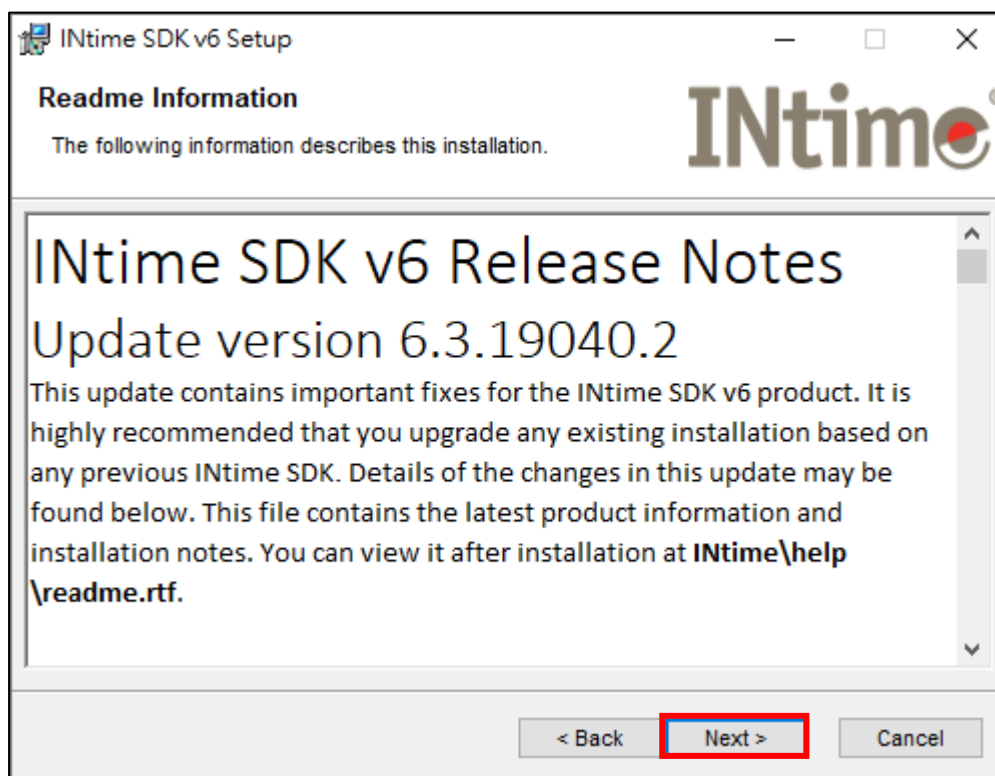 INtime SDK v6 Setup
Readme Information
The following information describes this installation.
INtime®
INtime SDK v6 Release Notes
Update version 6.3.19040.2
This update contains important fixes for the INtime SDK v6 product. It is
highly recommended that you upgrade any existing installation based on
any previous INtime SDK. Details of the changes in this update may be
found below. This file contains the latest product information and
installation notes. You can view it after installation at INtime\help
\readme.rtf.
< Back
Next >
Cancel